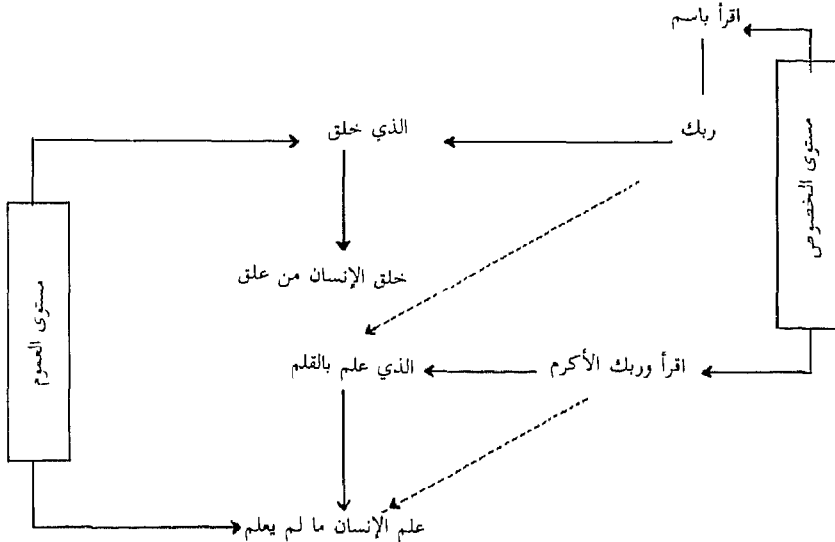 اقرأ باسم
ربك
الذي خلق
خلق الإنسان من علق
اقرأ وربك الأكرم
الذي علم بالقلم
علم الإنسان ما لم يعلم
مستوى الخصوص
مستوى العموم